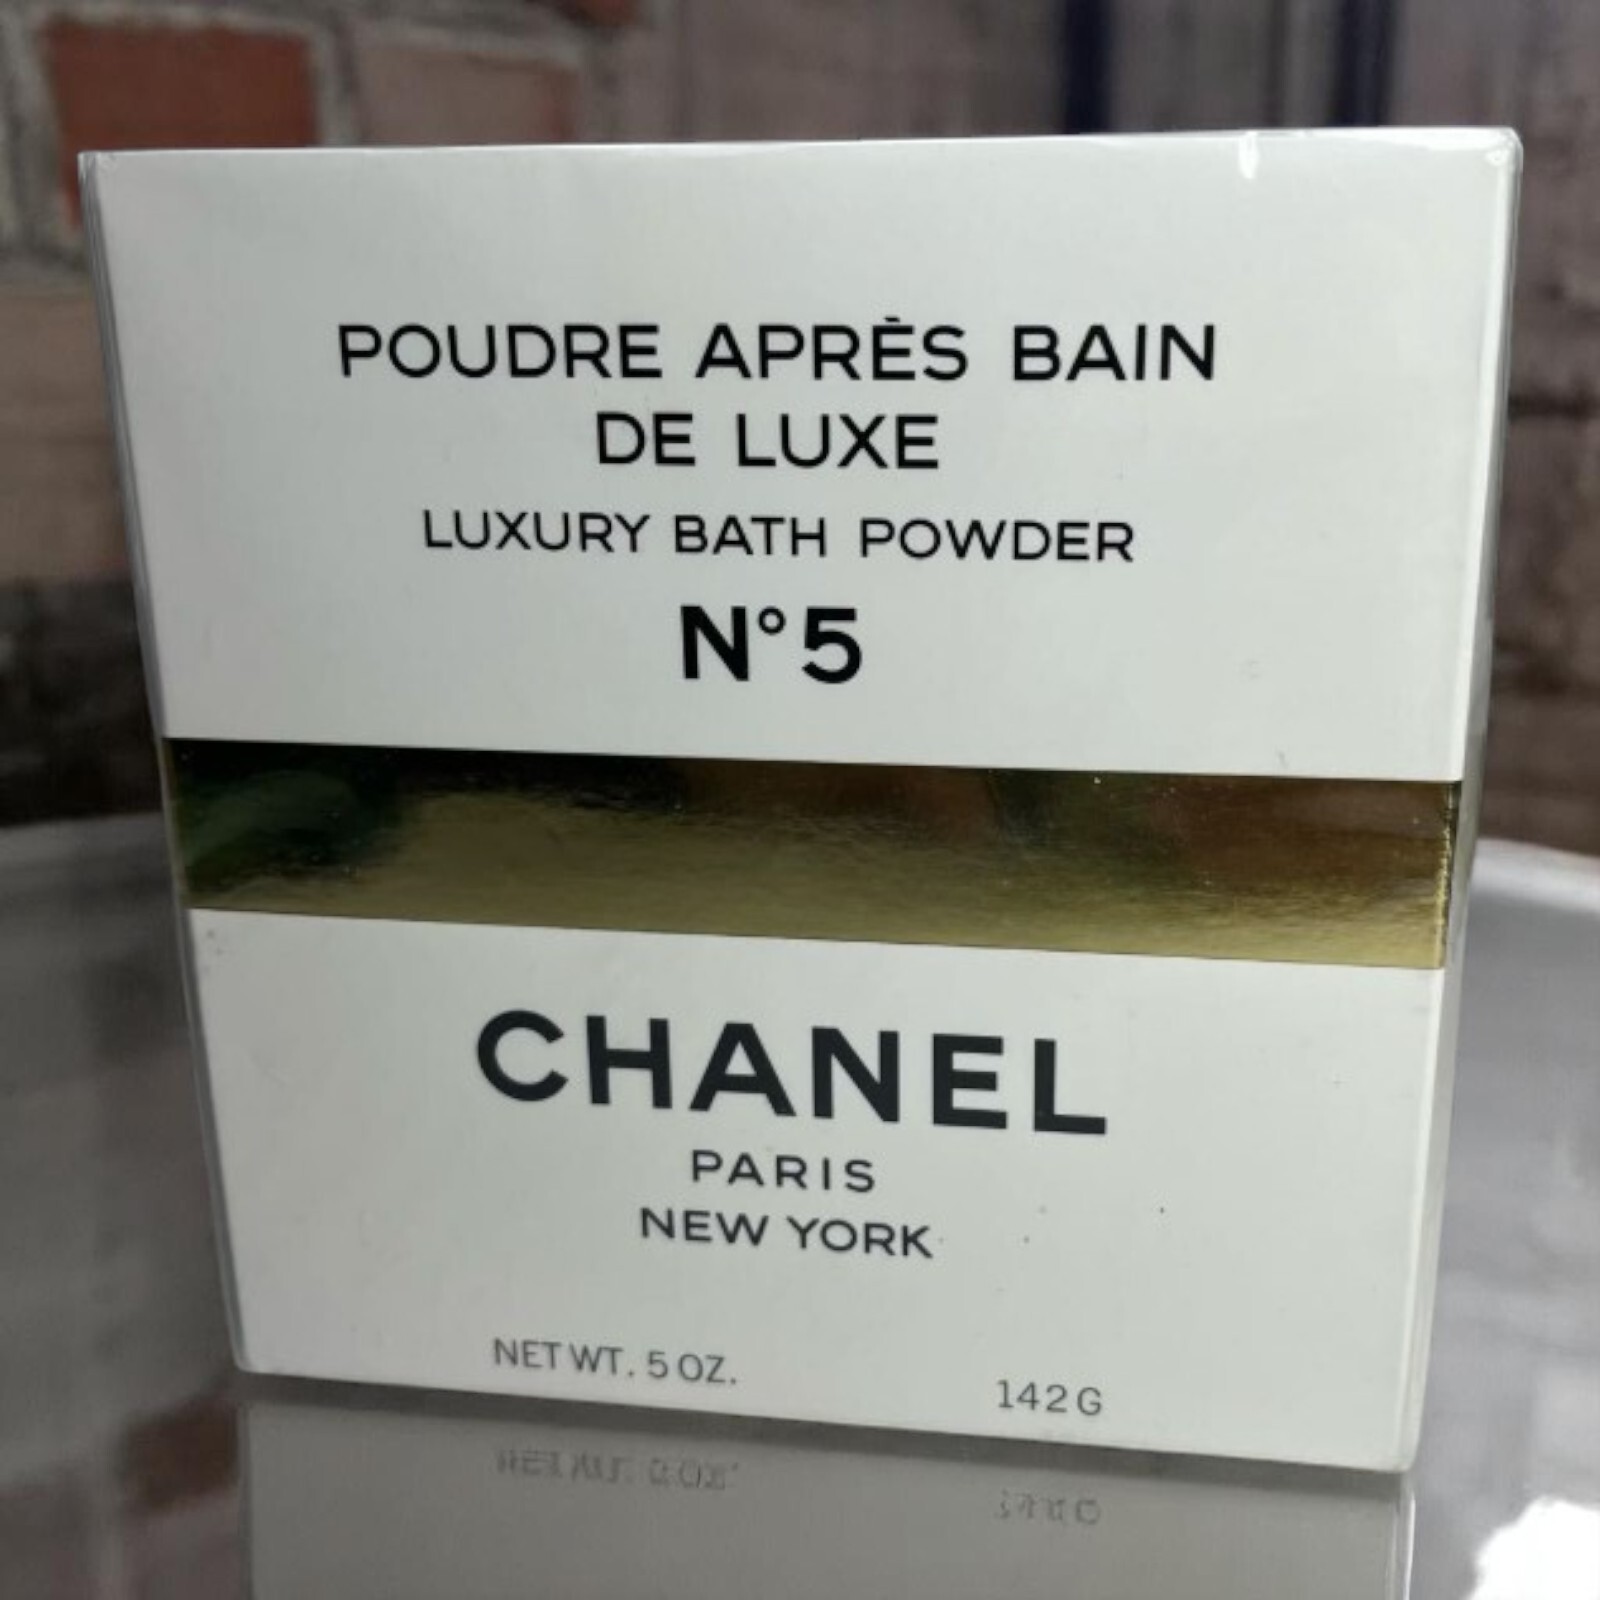 POUDRE APRÈS BAIN
DE LUXE
LUXURY BATH POWDER
N°5
CHANEL
PARIS
NEW YORK
NET WT. 5 OZ. 142 G